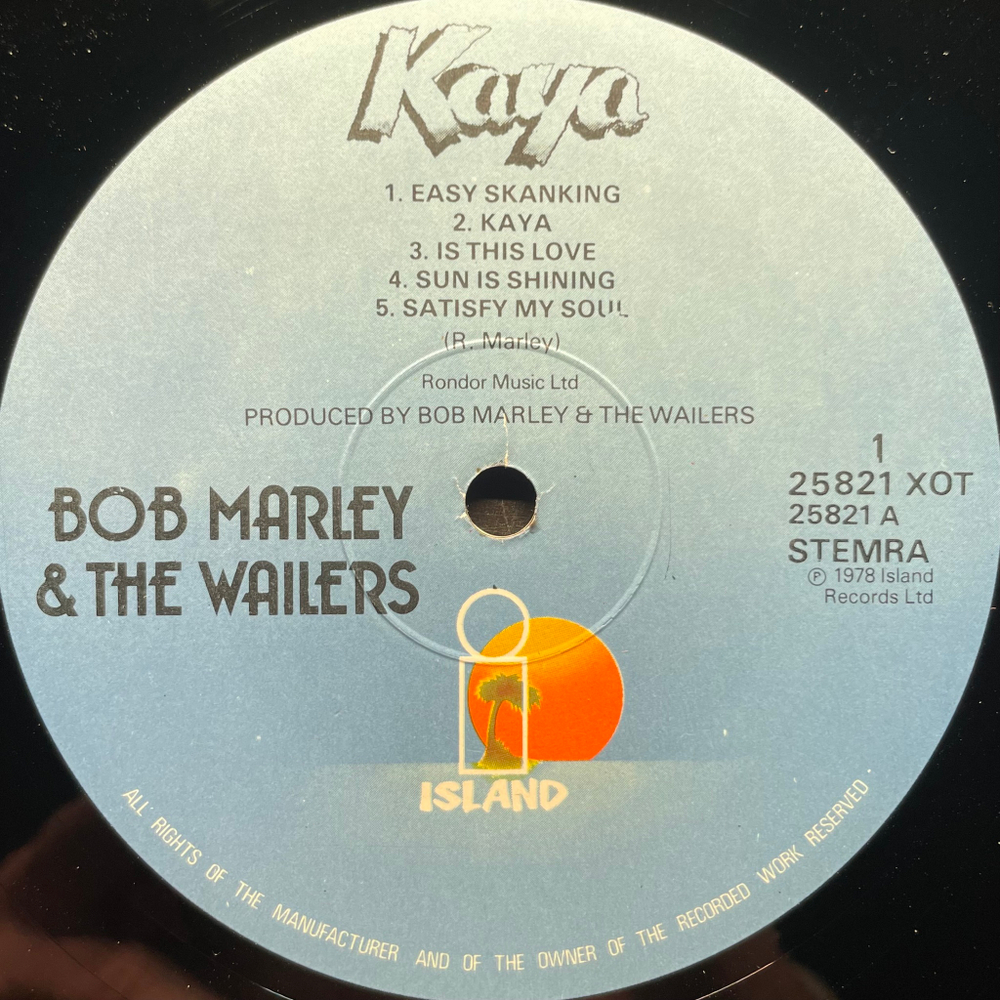 Kaya
1. EASY SKANKING
2. KAYA
3. IS THIS LOVE
4. SUN IS SHINING
5. SATISFY MY SOUL
(R. Marley)
Rondor Music Ltd
PRODUCED BY BOB MARLEY & THE WAILERS
BOB MARLEY
& THE WAILERS
1
25821 XOT
25821 A
STEMRA
℗ 1978 Island
Records Ltd
ISLAND
ALL RIGHTS OF THE MANUFACTURER AND OF THE OWNER OF THE RECORDED WORK RESERVED